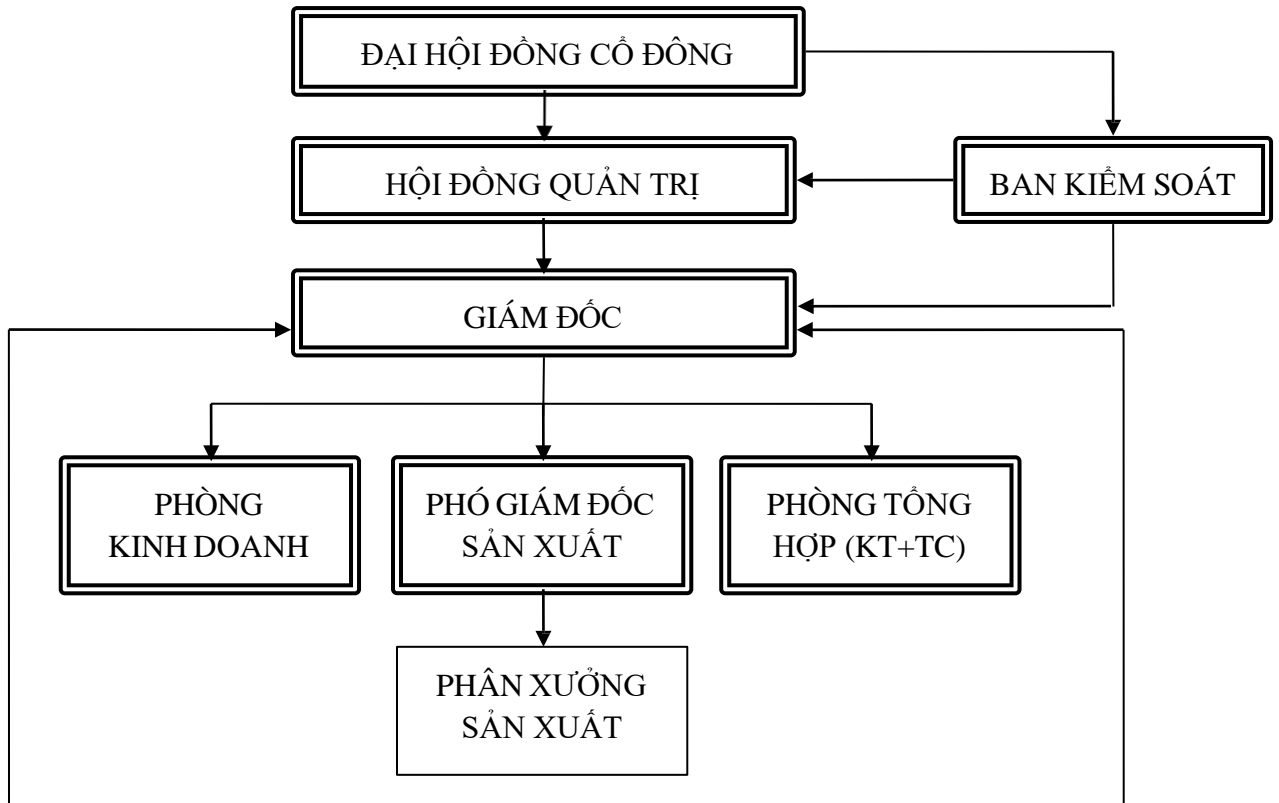 ĐẠI HỘI ĐỒNG CỔ ĐÔNG
HỘI ĐỒNG QUẢN TRỊ
BAN KIỂM SOÁT
GIÁM ĐỐC
PHÒNG
KINH DOANH
PHÓ GIÁM ĐỐC
SẢN XUẤT
PHÒNG TỔNG
HỢP (KT+TC)
PHÂN XƯỞNG
SẢN XUẤT